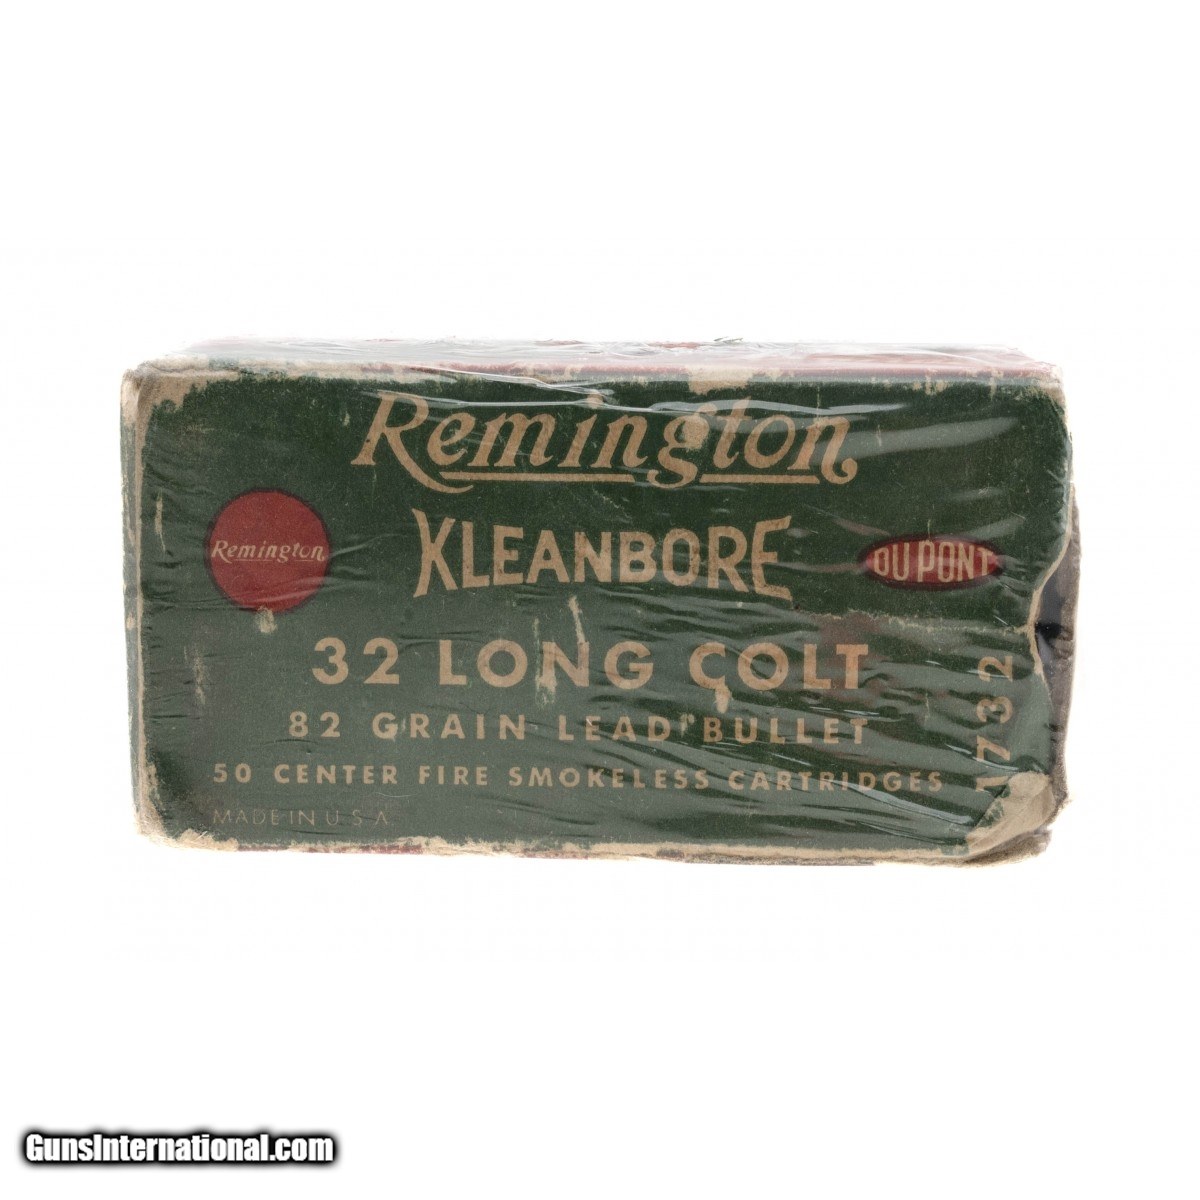 Remington
KLEANBORE
Remington
DU PONT
32 LONG COLT
82 GRAIN LEAD BULLET
50 CENTER FIRE SMOKELESS CARTRIDGES
MADE IN U.S.A.
1732
GunsInternational.com